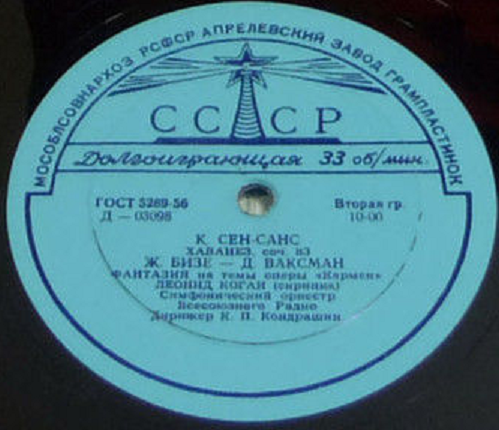 МОСОБЛСОВНАРХОЗ РСФСР АПРЕЛЕВСКИЙ ЗАВОД ГРАМПЛАСТИНОК
СССР
Долгоиграющая 33 об/мин.
ГОСТ 5289-56 Вторая гр.
Д — 03098 10-00
К. СЕН-САНС
ХАВАНЕЗ, соч. 83
Ж. БИЗЕ — Д. ВАКСМАН
ФАНТАЗИЯ на темы оперы «Кармен»
ЛЕОНИД КОГАН (скрипка)
Симфонический оркестр
Всесоюзного Радио
Дирижер К. П. Кондрашин